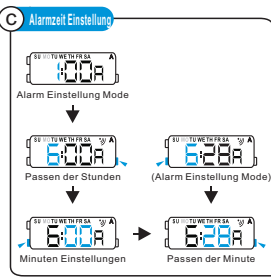 C Alarmzeit Einstellung
SU MO TU WE TH FR SA A
1:00A
Alarm Einstellung Mode
SU MO TU WE TH FR SA A
6:00A
Passen der Stunden
SU MO TU WE TH FR SA A
6:28A
(Alarm Einstellung Mode)
SU MO TU WE TH FR SA A
6:00A
Minuten Einstellungen
SU MO TU WE TH FR SA A
6:28A
Passen der Minute